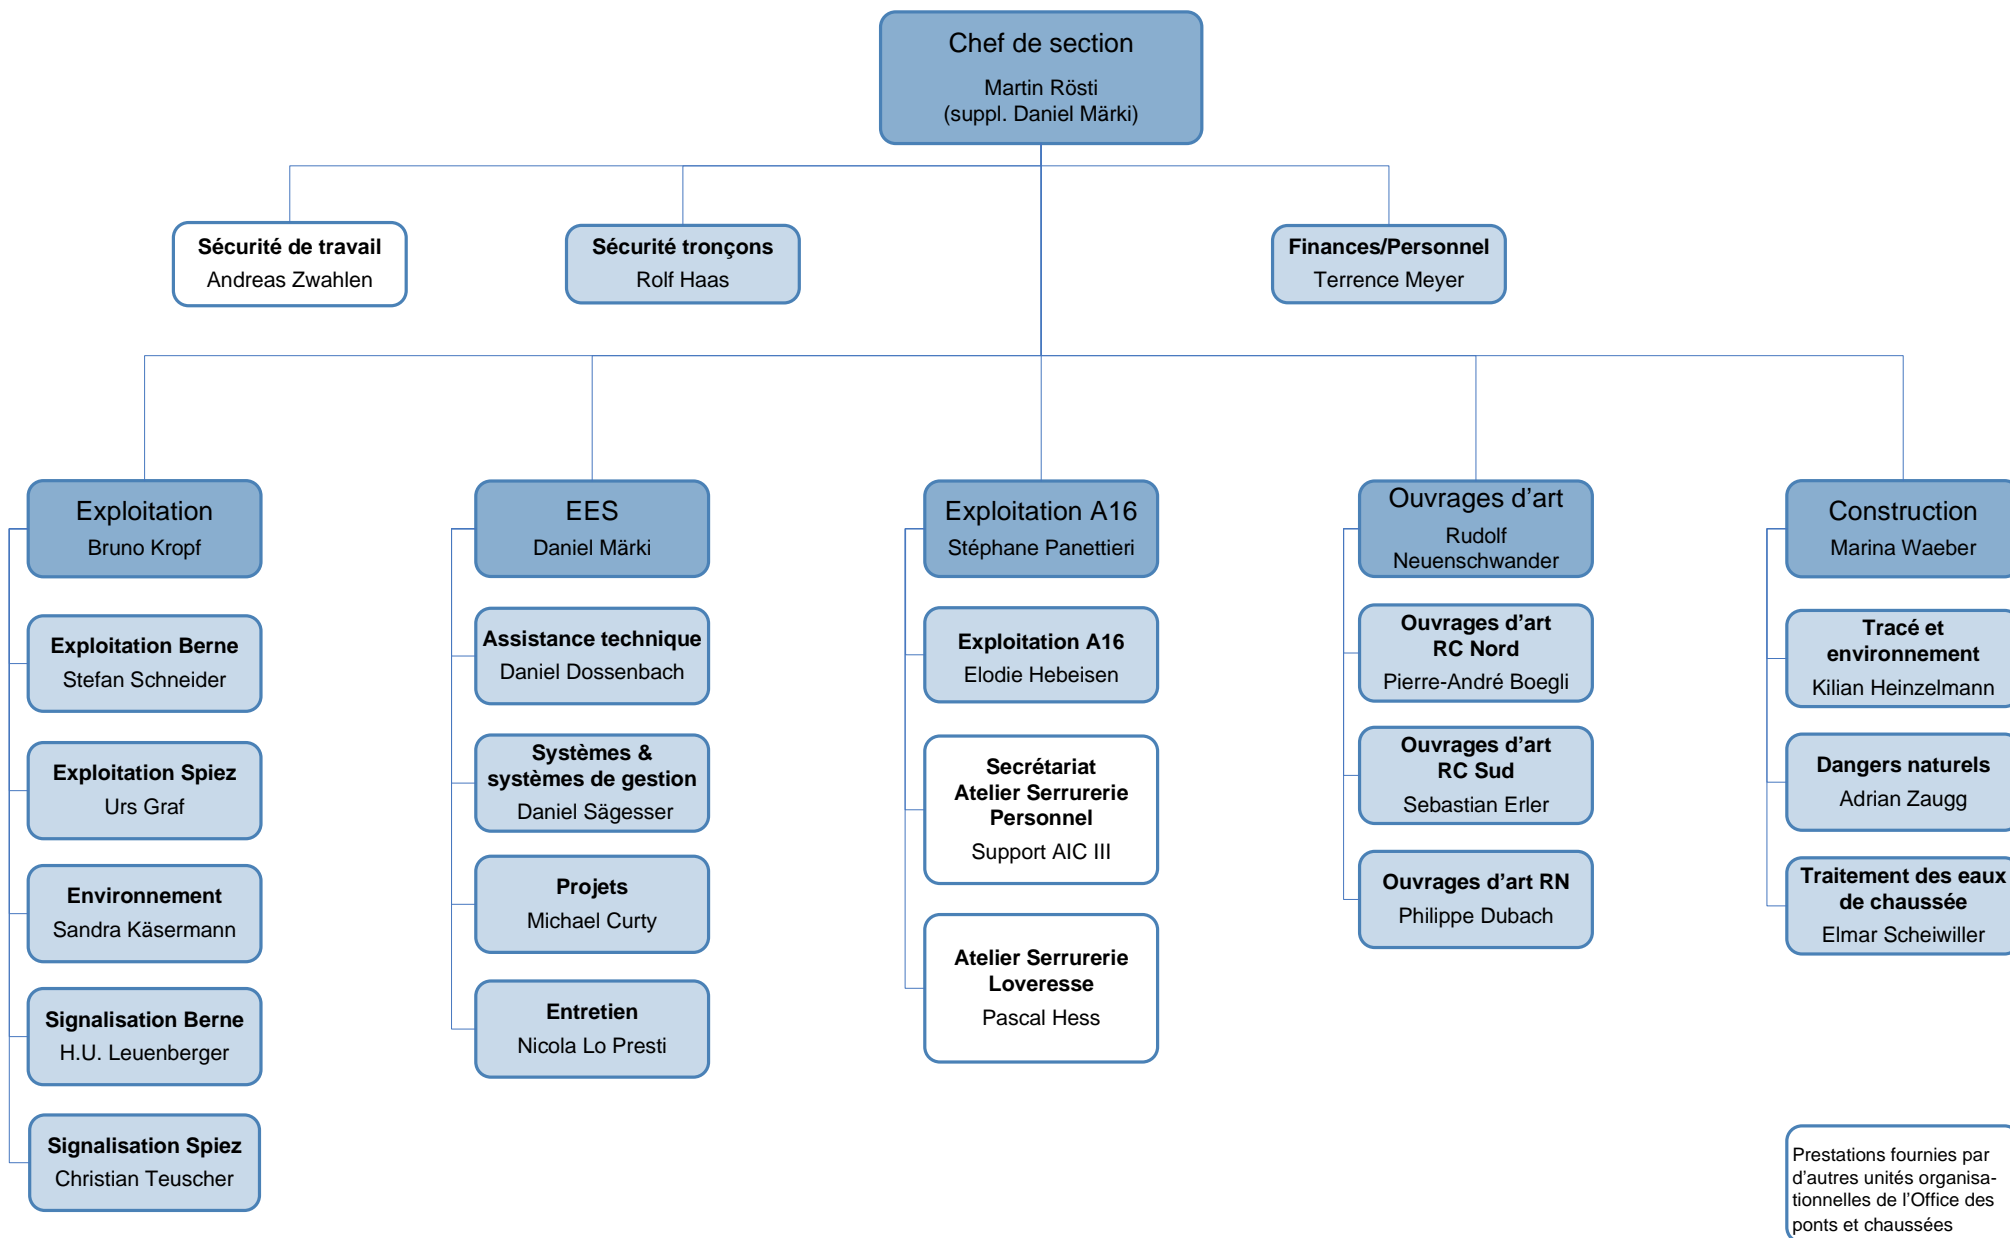 Chef de section
Martin Rösti
(suppl. Daniel Märki)
Sécurité de travail
Andreas Zwahlen
Sécurité tronçons
Rolf Haas
Finances/Personnel
Terrence Meyer
Exploitation
Bruno Kropf
Exploitation Berne
Stefan Schneider
Exploitation Spiez
Urs Graf
Environnement
Sandra Käsermann
Signalisation Berne
H.U. Leuenberger
Signalisation Spiez
Christian Teuscher
EES
Daniel Märki
Assistance technique
Daniel Dossenbach
Systèmes &
systèmes de gestion
Daniel Sägesser
Projets
Michael Curty
Entretien
Nicola Lo Presti
Exploitation A16
Stéphane Panettieri
Exploitation A16
Elodie Hebeisen
Secrétariat
Atelier Serrurerie
Personnel
Support AIC III
Atelier Serrurerie
Loveresse
Pascal Hess
Ouvrages d’art
Rudolf
Neuenschwander
Ouvrages d’art
RC Nord
Pierre-André Boegli
Ouvrages d’art
RC Sud
Sebastian Erler
Ouvrages d’art RN
Philippe Dubach
Construction
Marina Waeber
Tracé et
environnement
Kilian Heinzelmann
Dangers naturels
Adrian Zaugg
Traitement des eaux
de chaussée
Elmar Scheiwiller
Prestations fournies par
d’autres unités organisa-
tionnelles de l’Office des
ponts et chaussées